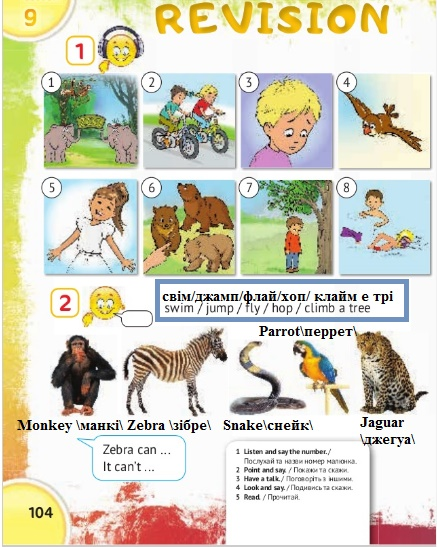 9
REVISION
1
1
2
3
4
5
6
7
8
2
свім/джамп/флай/хоп/ клайм е трі
swim / jump / fly / hop / climb a tree
Parrot\перрет\
Monkey \манкі\ Zebra \зібре\ Snake\снейк\ Jaguar
\джегуа\
Zebra can ...
It can't ...
1 Listen and say the number. /
Послухай та назви номер малюнка.
2 Point and say. / Покажи та скажи.
3 Have a talk. / Поговоріть з іншими.
4 Look and say. / Подивись та скажи.
5 Read. / Прочитай.
104